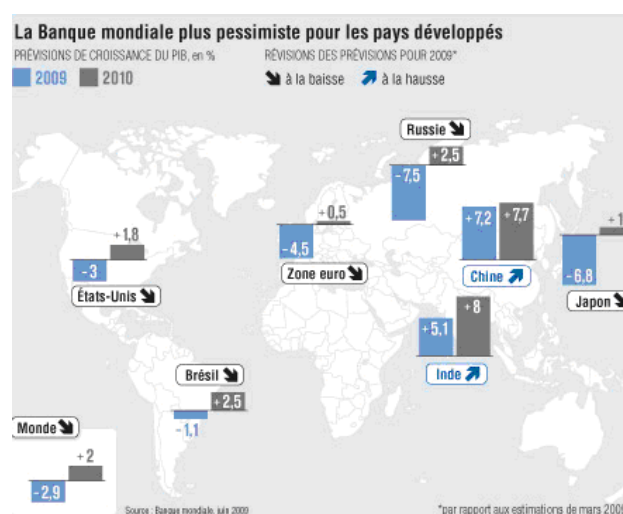 La Banque mondiale plus pessimiste pour les pays développés
PRÉVISIONS DE CROISSANCE DU PIB, en %
RÉVISIONS DES PRÉVISIONS POUR 2009*
2009
2010
à la baisse
à la hausse
Russie
+2,5
-7,5
+1,8
-3
États-Unis
+0,5
-4,5
Zone euro
+7,2
+7,7
Chine
+1
-6,8
Japon
+5,1
+8
Inde
Brésil
+2,5
-1,1
Monde
+2
-2,9
Source : Banque mondiale, juin 2009
*par rapport aux estimations de mars 2009